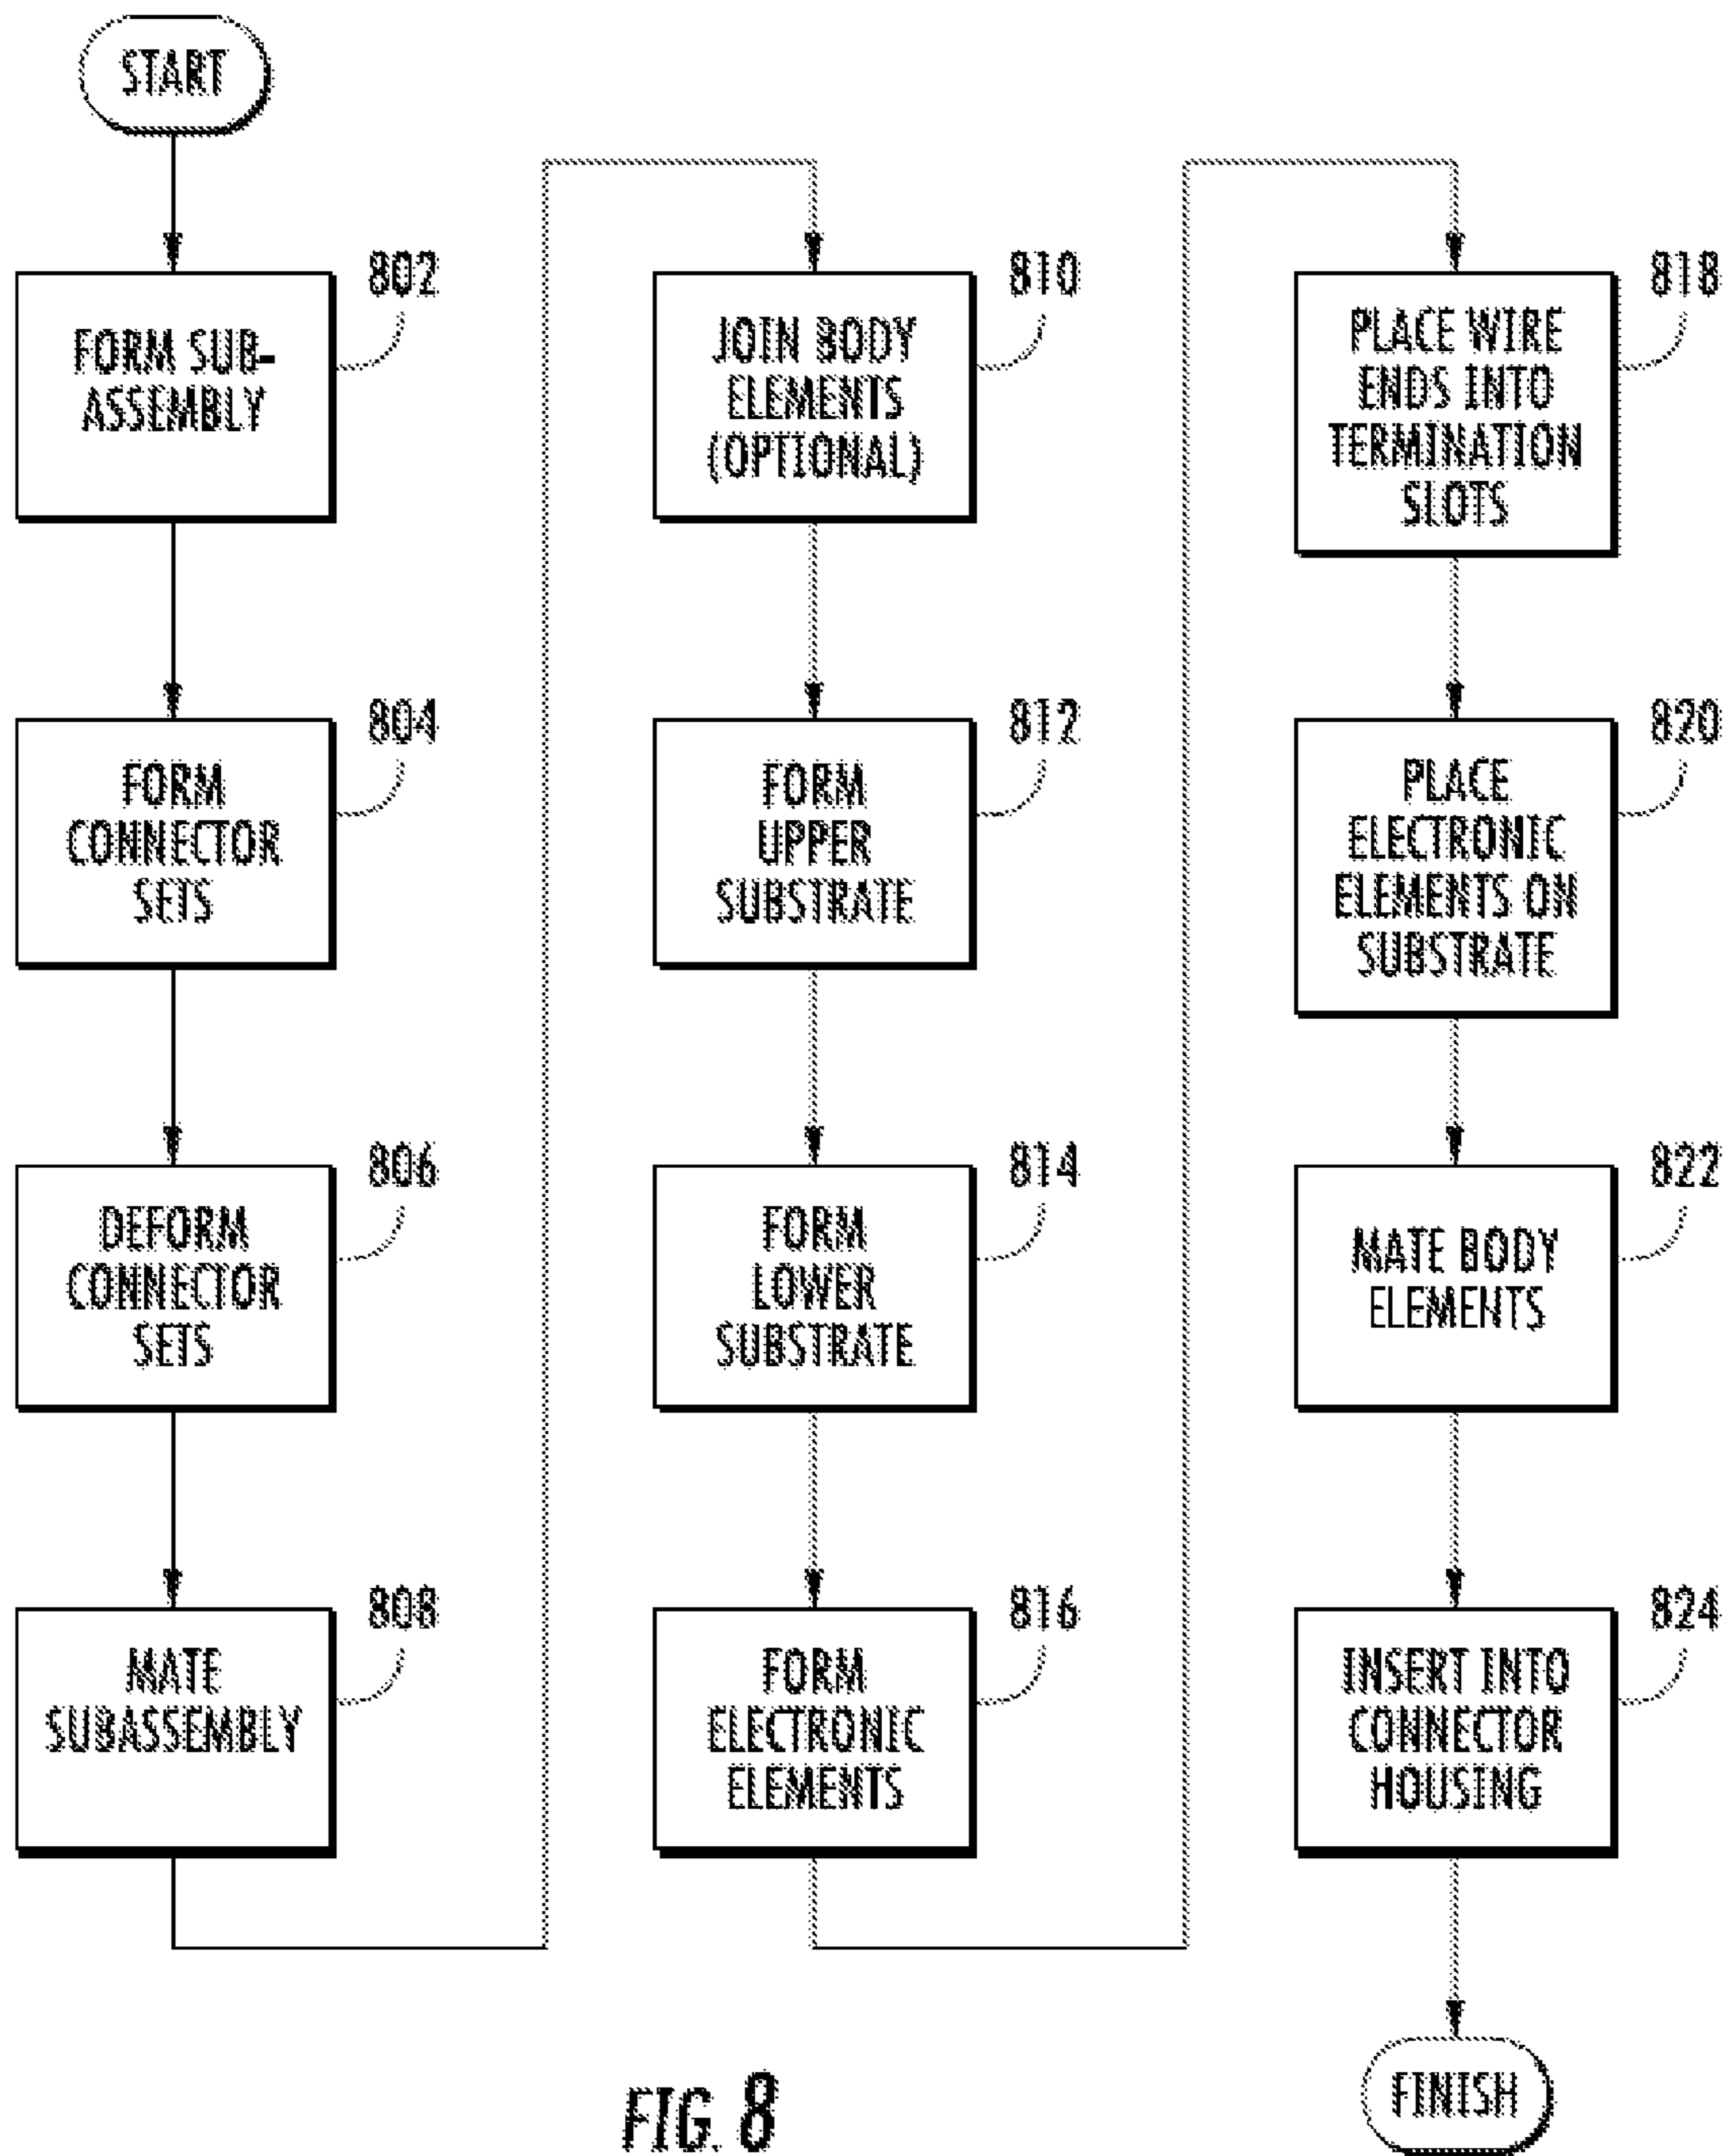 START
802
FORM SUB-
ASSEMBLY
804
FORM
CONNECTOR
SETS
806
DEFORM
CONNECTOR
SETS
808
MATE
SUBASSEMBLY
810
JOIN BODY
ELEMENTS
(OPTIONAL)
812
FORM
UPPER
SUBSTRATE
814
FORM
LOWER
SUBSTRATE
816
FORM
ELECTRONIC
ELEMENTS
818
PLACE WIRE
ENDS INTO
TERMINATION
SLOTS
820
PLACE
ELECTRONIC
ELEMENTS ON
SUBSTRATE
822
MATE BODY
ELEMENTS
824
INSERT INTO
CONNECTOR
HOUSING
FINISH
FIG. 8